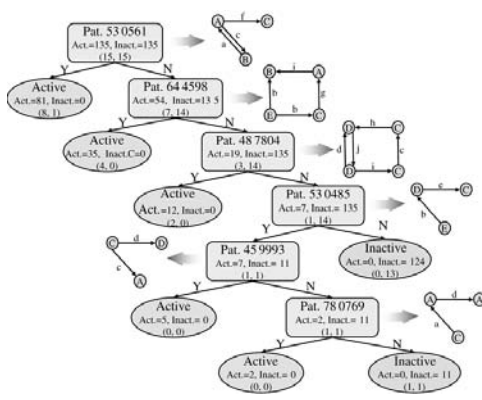 Pat. 53 0561
Act.=135, Inact.=135
(15, 15)
A
f
C
c
a
B
Y
N
Active
Act.=81, Inact.=0
(8, 1)
Pat. 64 4598
Act.=54, Inact.=13 5
(7, 14)
B
i
A
b
g
E
b
C
Y
N
Active
Act.=35, Inact.C=0
(4, 0)
Pat. 48 7804
Act.=19, Inact.=135
(3, 14)
D
h
C
d
j
c
D
i
C
Y
N
Active
Act.=12, Inact.=0
(2, 0)
Pat. 53 0485
Act.=7, Inact.= 135
(1, 14)
D
e
C
b
E
Y
N
C
d
D
c
A
Pat. 45 9993
Act.=7, Inact.= 11
(1, 1)
Inactive
Act.=0, Inact.= 124
(0, 13)
Y
N
Active
Act.=5, Inact.= 0
(0, 0)
Pat. 78 0769
Act.=2, Inact.= 11
(1, 1)
A
d
A
a
C
Y
N
Active
Act.=2, Inact.= 0
(0, 0)
Inactive
Act.=0, Inact.= 11
(1, 1)